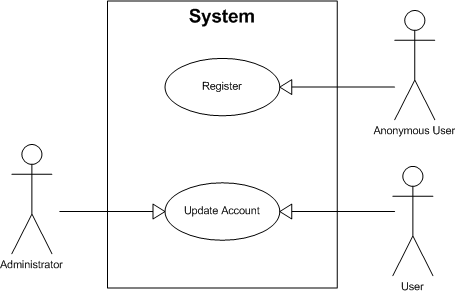 System
Register
Anonymous User
Update Account
Administrator
User